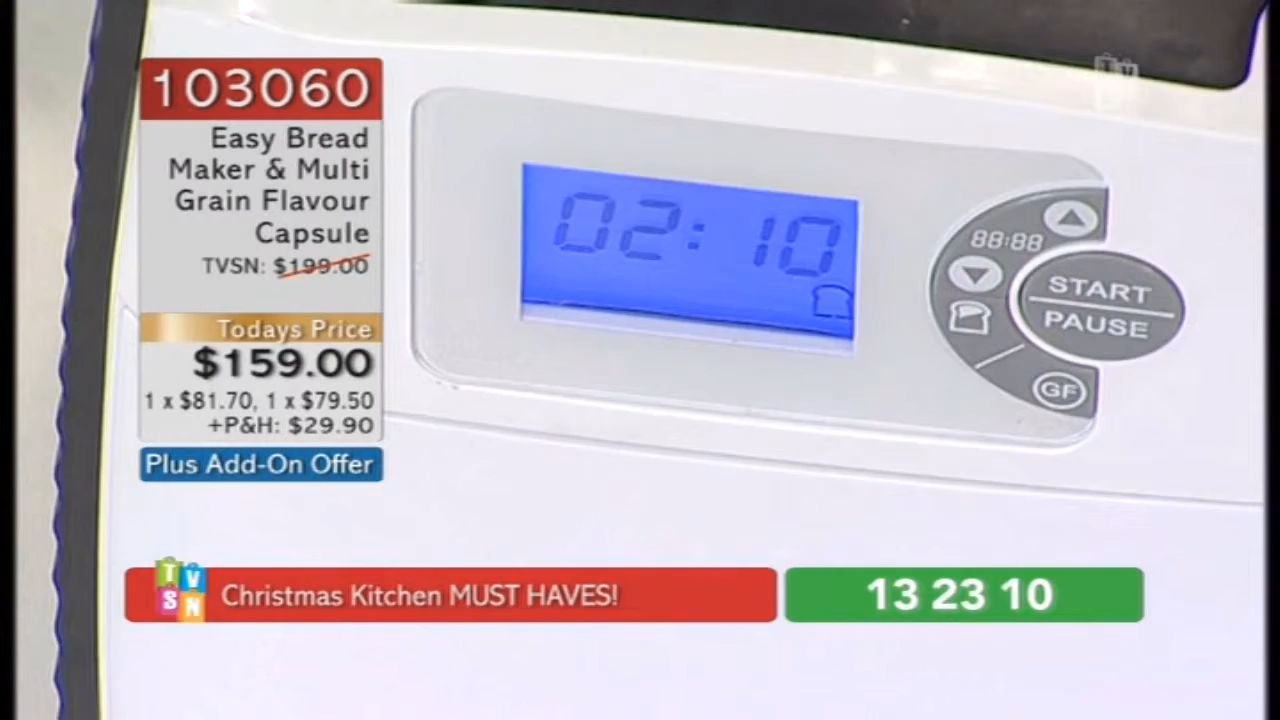 103060
Easy Bread
Maker & Multi
Grain Flavour
Capsule
TVSN: $199.00
Todays Price
$159.00
1 x $81.70, 1 x $79.50
+P&H: $29.90
Plus Add-On Offer
02:10
88:88
START
PAUSE
GF
TV
SN
Christmas Kitchen MUST HAVES!
13 23 10